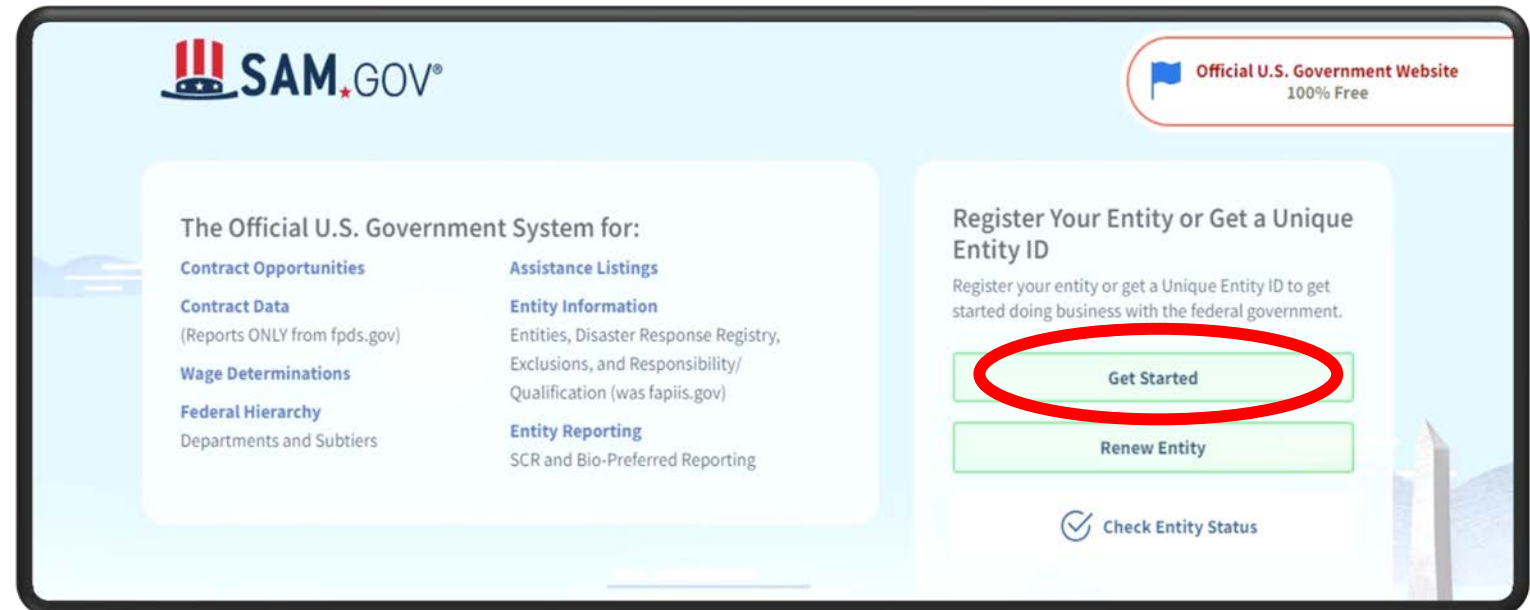 SAM.GOV®
Official U.S. Government Website
100% Free
The Official U.S. Government System for:
Contract Opportunities
Contract Data
(Reports ONLY from fpds.gov)
Wage Determinations
Federal Hierarchy
Departments and Subtiers
Assistance Listings
Entity Information
Entities, Disaster Response Registry,
Exclusions, and Responsibility/
Qualification (was fapiis.gov)
Entity Reporting
SCR and Bio-Preferred Reporting
Register Your Entity or Get a Unique
Entity ID
Register your entity or get a Unique Entity ID to get
started doing business with the federal government.
Get Started
Renew Entity
Check Entity Status